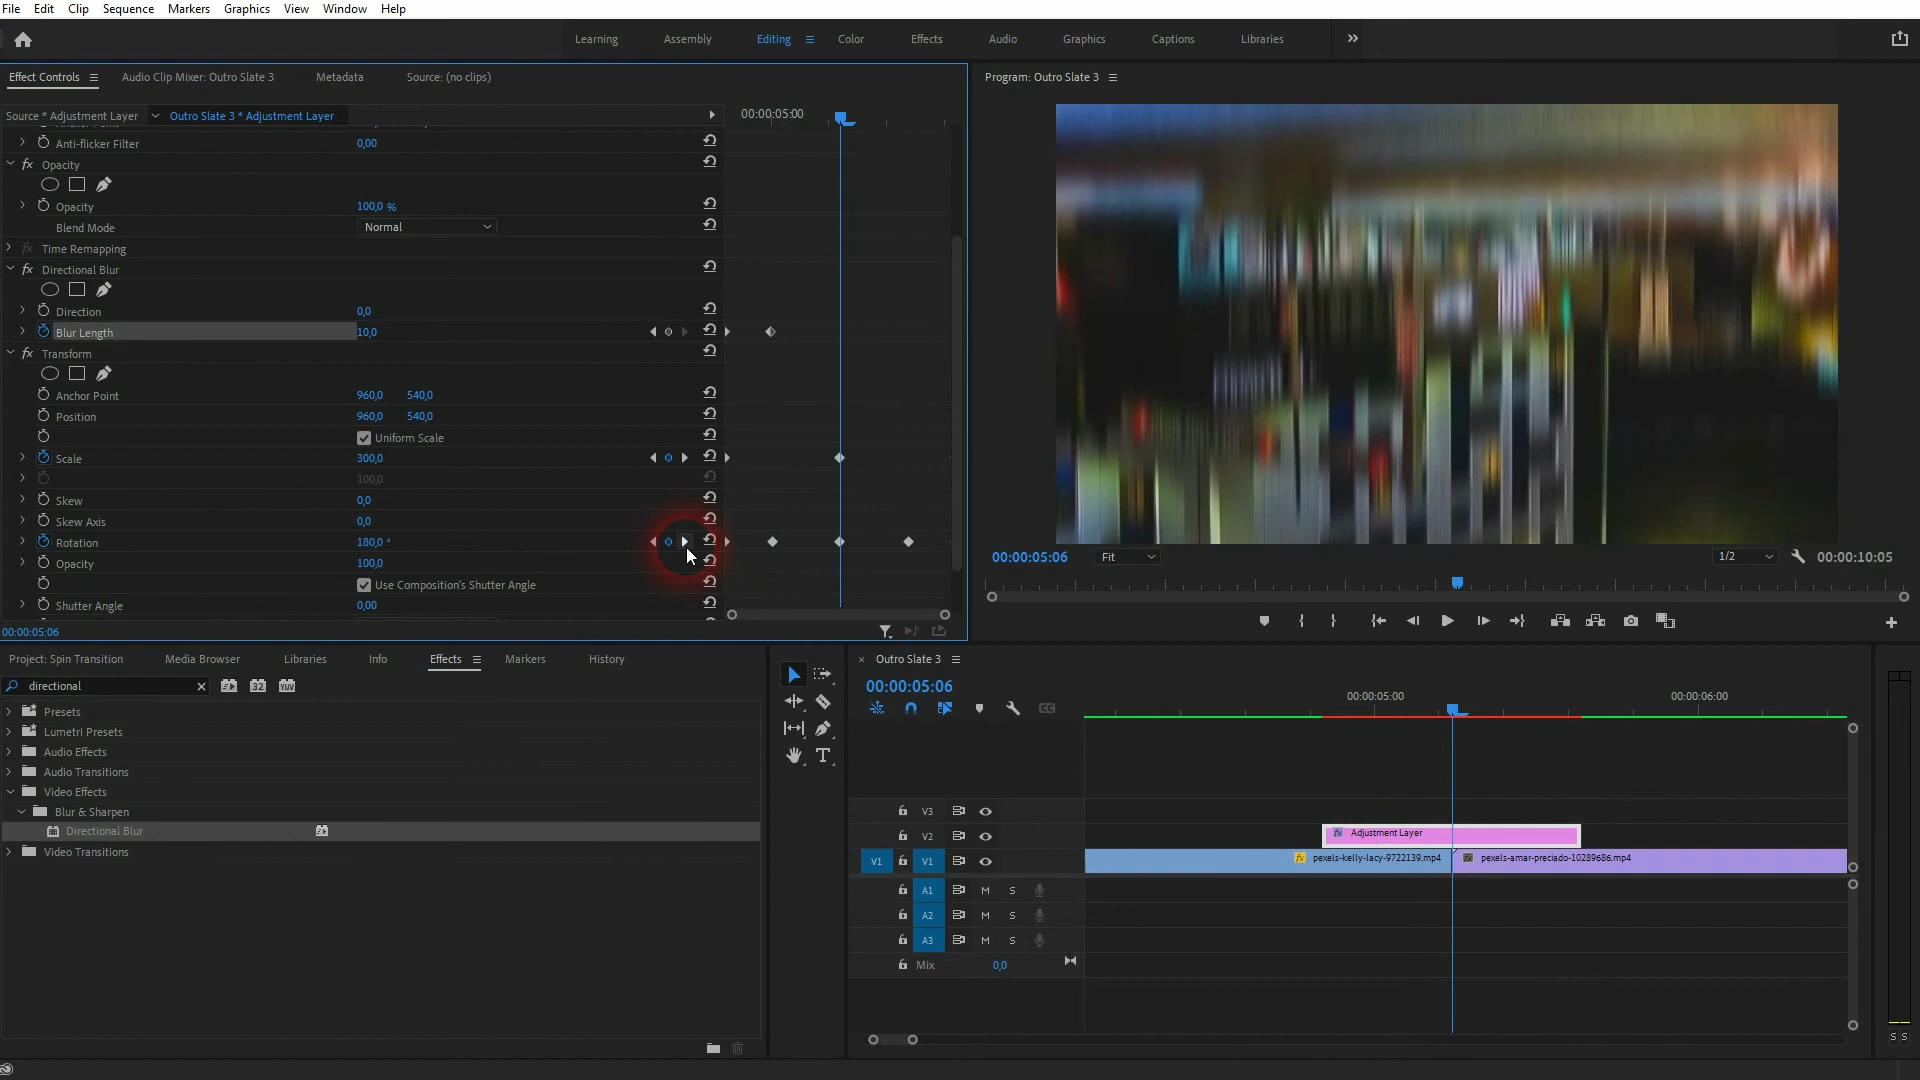 File Edit Clip Sequence Markers Graphics View Window Help
Learning Assembly Editing Color Effects Audio Graphics Captions Libraries
Effect Controls Audio Clip Mixer: Outro Slate 3 Metadata Source: (no clips)
Source * Adjustment Layer Outro Slate 3 * Adjustment Layer
00:00:05:00
Anti-flicker Filter 0,00
fx Opacity
Opacity 100,0 %
Blend Mode Normal
fx Time Remapping
fx Directional Blur
Direction 0,0
Blur Length 10,0
fx Transform
Anchor Point 960,0 540,0
Position 960,0 540,0
Uniform Scale
Scale 300,0
100,0
Skew 0,0
Skew Axis 0,0
Rotation 180,0 °
Opacity 100,0
Use Composition's Shutter Angle
Shutter Angle 0,00
00:00:05:06
Program: Outro Slate 3
00:00:05:06 Fit 1/2 00:00:10:05
Project: Spin Transition Media Browser Libraries Info Effects Markers History
directional 32 YUV
Presets
Lumetri Presets
Audio Effects
Audio Transitions
Video Effects
Blur & Sharpen
Directional Blur
Video Transitions
Outro Slate 3
00:00:05:06
00:00:05:00 00:00:06:00
V3
V2 fx Adjustment Layer
V1 V1 fx pexels-kelly-lacy-9722139.mp4 fx pexels-amar-preciado-10289686.mp4
A1 M S
A2 M S
A3 M S
Mix 0,0
S S